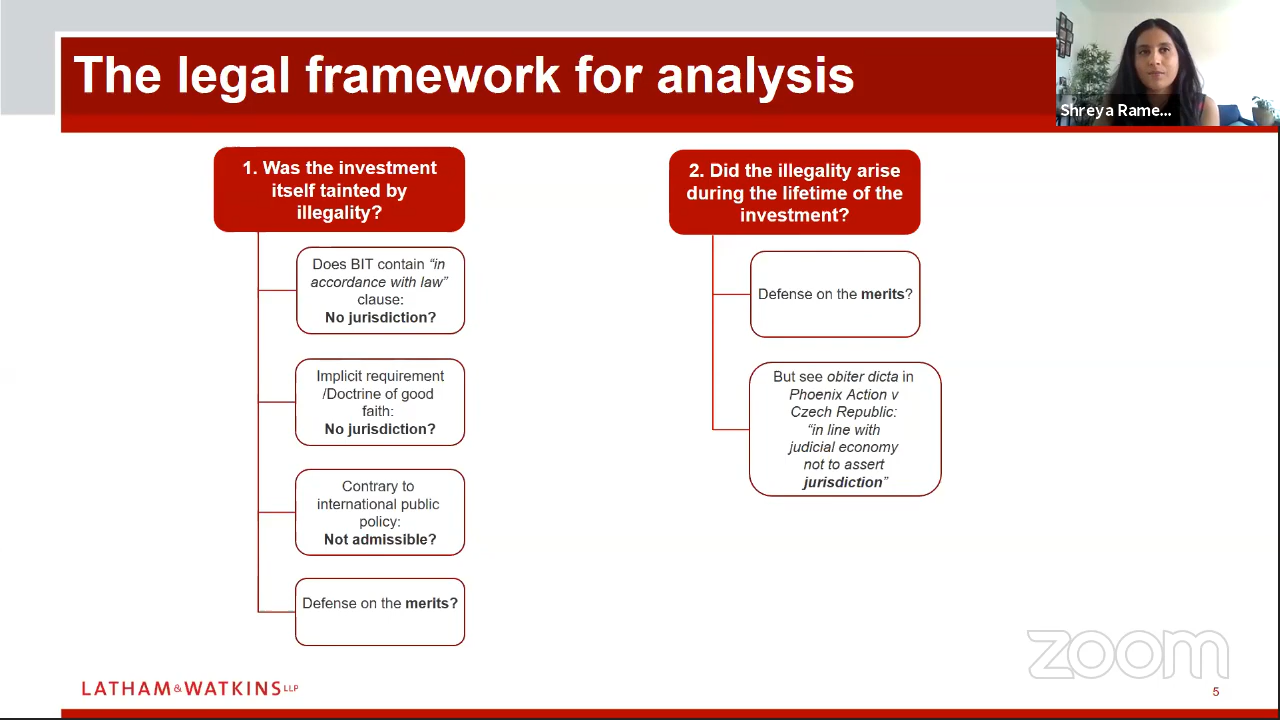 The legal framework for analysis
Shreya Rame...
1. Was the investment
itself tainted by
illegality?
Does BIT contain “in
accordance with law”
clause:
No jurisdiction?
Implicit requirement
/Doctrine of good
faith:
No jurisdiction?
Contrary to
international public
policy:
Not admissible?
Defense on the merits?
2. Did the illegality arise
during the lifetime of the
investment?
Defense on the merits?
But see obiter dicta in
Phoenix Action v
Czech Republic:
“in line with
judicial economy
not to assert
jurisdiction”
zoom
LATHAM&WATKINS LLP
5